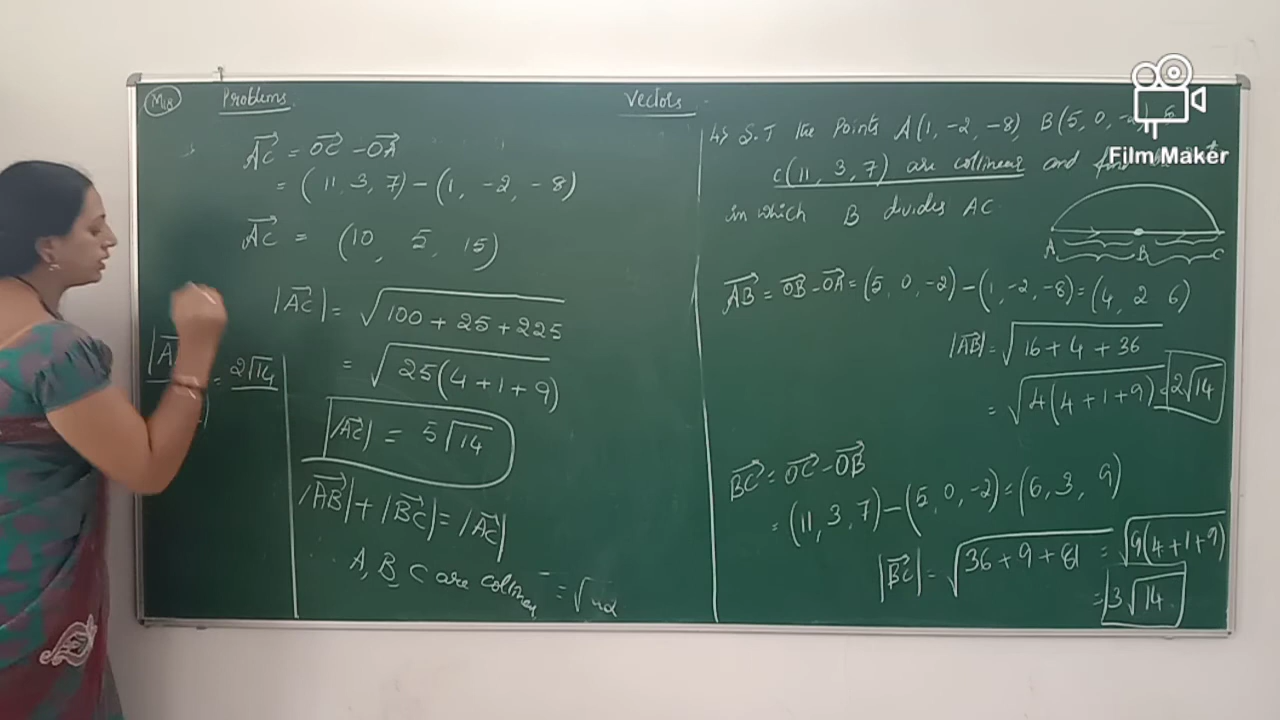 M18 Problems Vectors
AC = OC - OA
= (11, 3, 7) - (1, -2, -8)
AC = (10, 5, 15)
|AC| = √100 + 25 + 225
= √25(4 + 1 + 9)
|AC| = 5√14
|AB| + |BC| = |AC|
A, B C are collinear
= √
|A
= 2√14
4) S.T the points A(1, -2, -8) B(5, 0, -2) &
C(11, 3, 7) are collinear and
in which B divides AC
A B C
AB = OB - OA = (5, 0, -2) - (1, -2, -8) = (4, 2 6)
|AB| = √16 + 4 + 36
= √4(4 + 1 + 9) = 2√14
BC = OC - OB
= (11, 3, 7) - (5, 0, -2) = (6, 3, 9)
|BC| = √36 + 9 + 81 = √9(4 + 1 + 9)
= 3√14
Film Maker